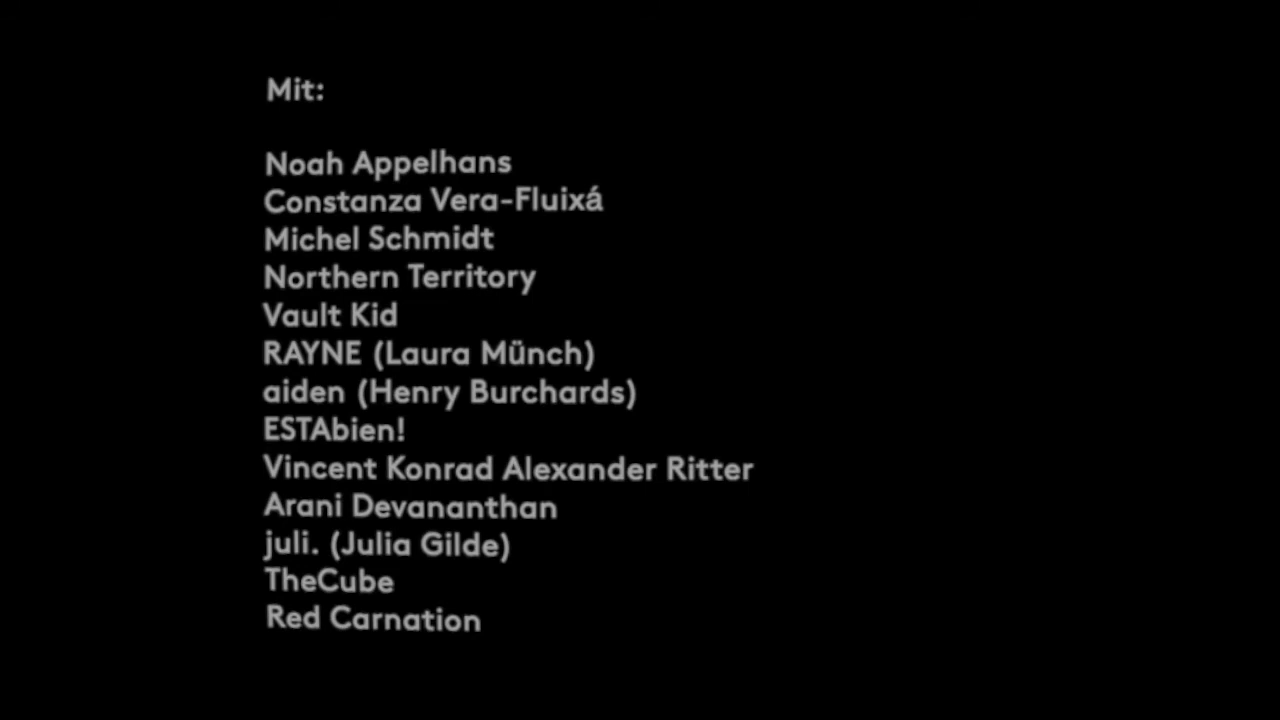 Mit:
Noah Appelhans
Constanza Vera-Fluixá
Michel Schmidt
Northern Territory
Vault Kid
RAYNE (Laura Münch)
aiden (Henry Burchards)
ESTAbien!
Vincent Konrad Alexander Ritter
Arani Devananthan
juli. (Julia Gilde)
TheCube
Red Carnation